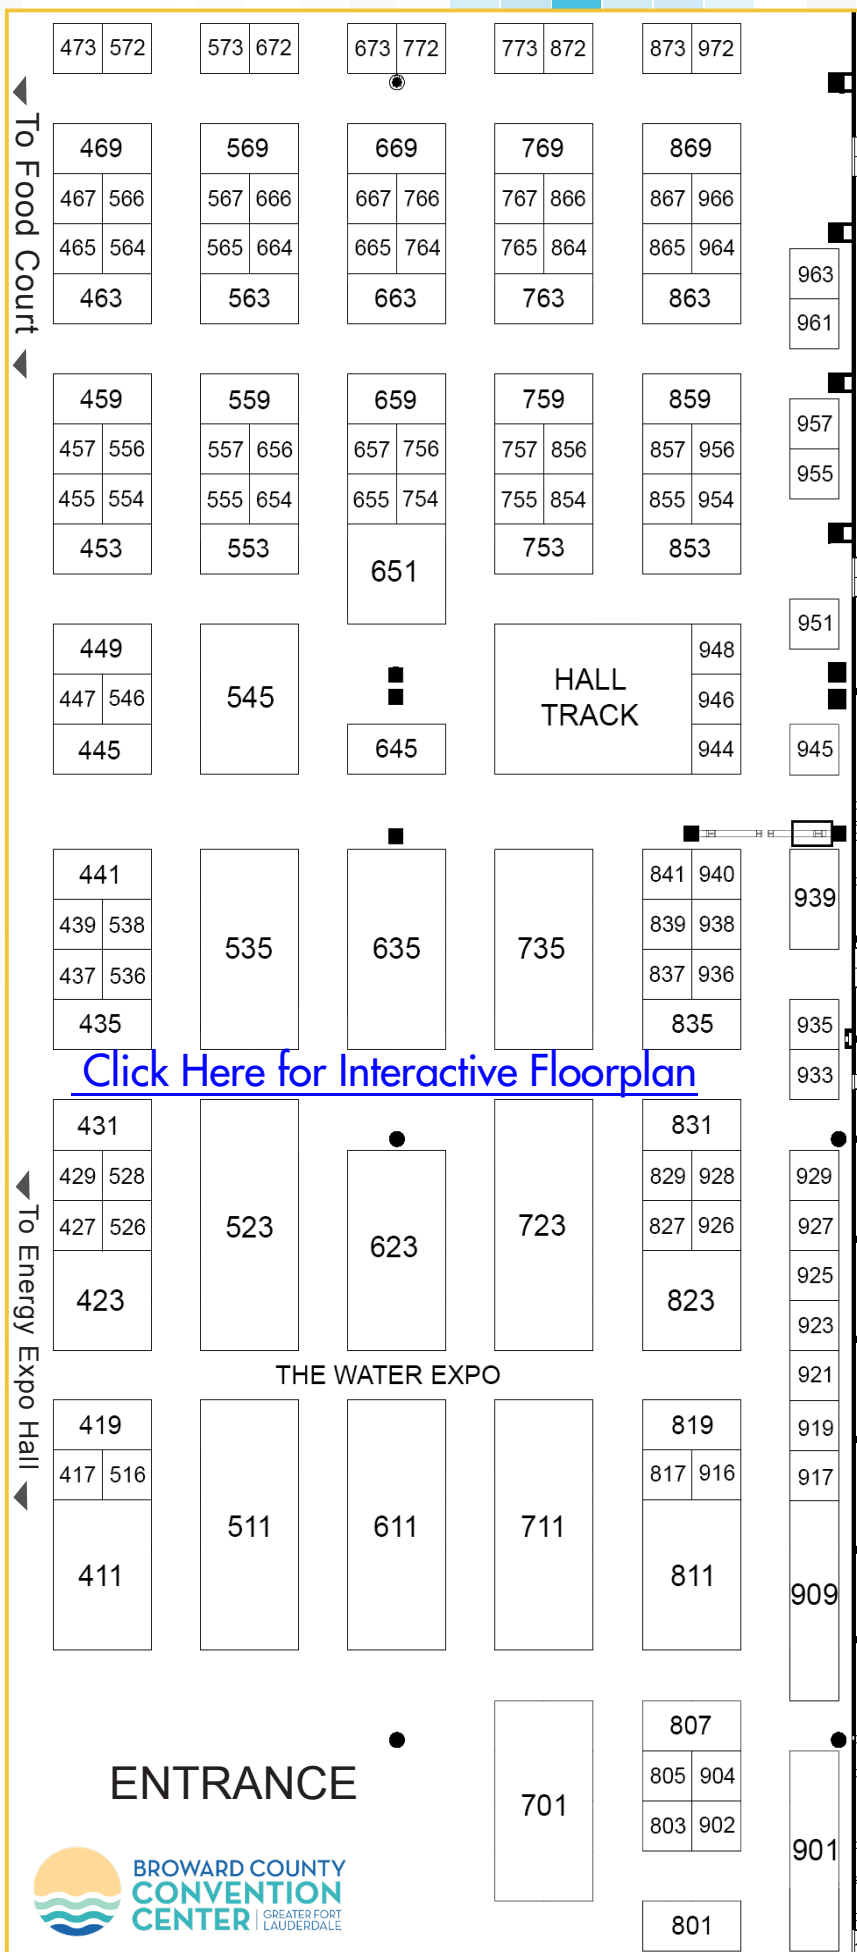 473 572 573 672 673 772 773 872 873 972
To Food Court
469 569 669 769 869
467 566 567 666 667 766 767 866 867 966
465 564 565 664 665 764 765 864 865 964
963
463 563 663 763 863
961
459 559 659 759 859
957
457 556 557 656 657 756 757 856 857 956
955
455 554 555 654 655 754 755 854 855 954
453 553 753 853
651
951
449 948
HALL
545
447 546 946
TRACK
445 645 944 945
441 841 940
939
439 538 839 938
535 635 735
437 536 837 936
435 835 935
Click Here for Interactive Floorplan
933
431 831
429 528 829 928 929
To Energy Expo Hall
427 526 523 723 827 926 927
623
925
423 823
923
THE WATER EXPO
921
419 819 919
417 516 817 916 917
511 611 711
411 811
909
807
805 904
ENTRANCE
701
803 902
901
BROWARD COUNTY
CONVENTION
CENTER
GREATER FORT
LAUDERDALE
801